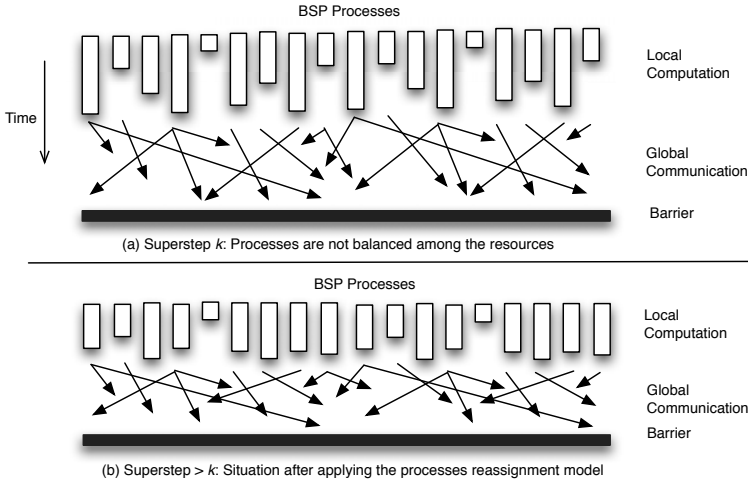 BSP Processes
Local
Computation
Time
Global
Communication
Barrier
(a) Superstep k: Processes are not balanced among the resources
BSP Processes
Local
Computation
Global
Communication
Barrier
(b) Superstep > k: Situation after applying the processes reassignment model